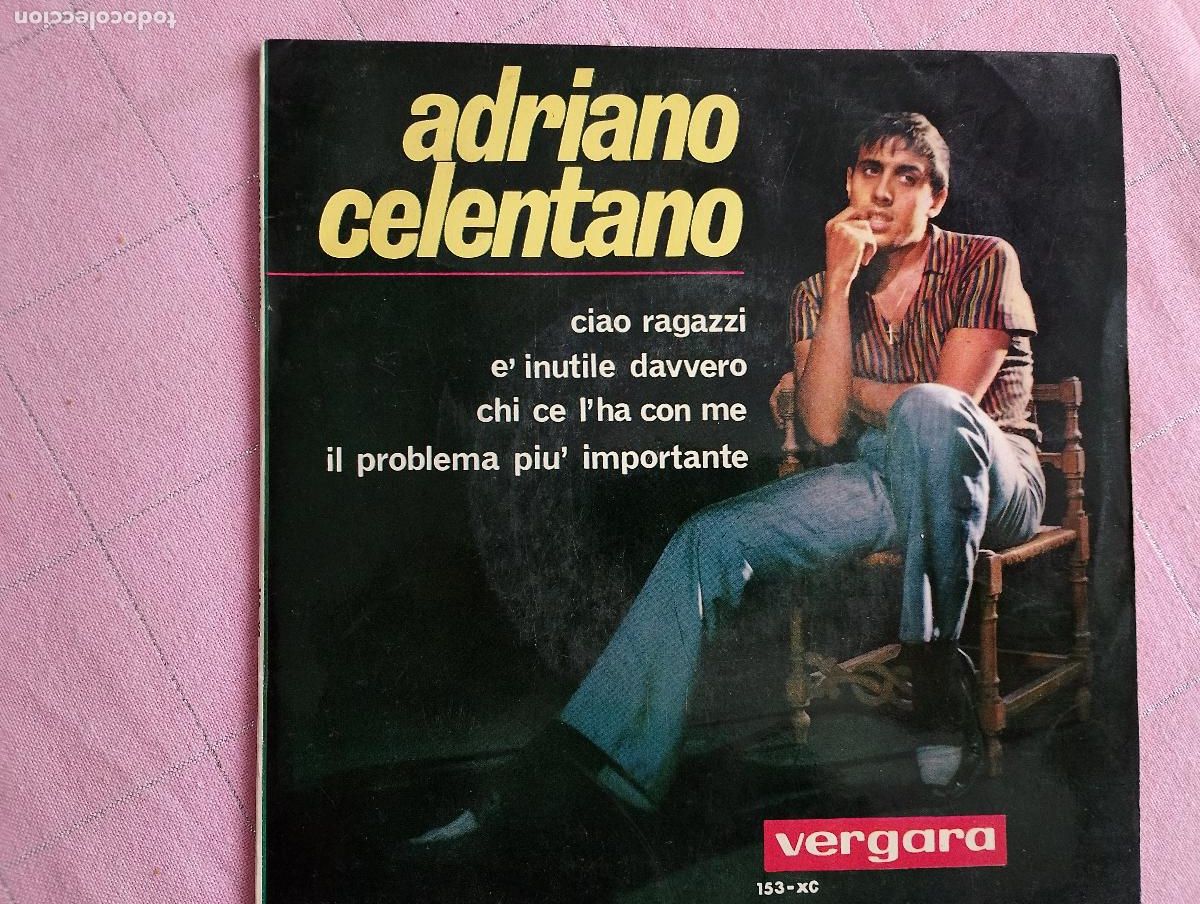 todocoleccion
adriano
celentano
ciao ragazzi
e' inutile davvero
chi ce l'ha con me
il problema piu' importante
vergara
153-XC